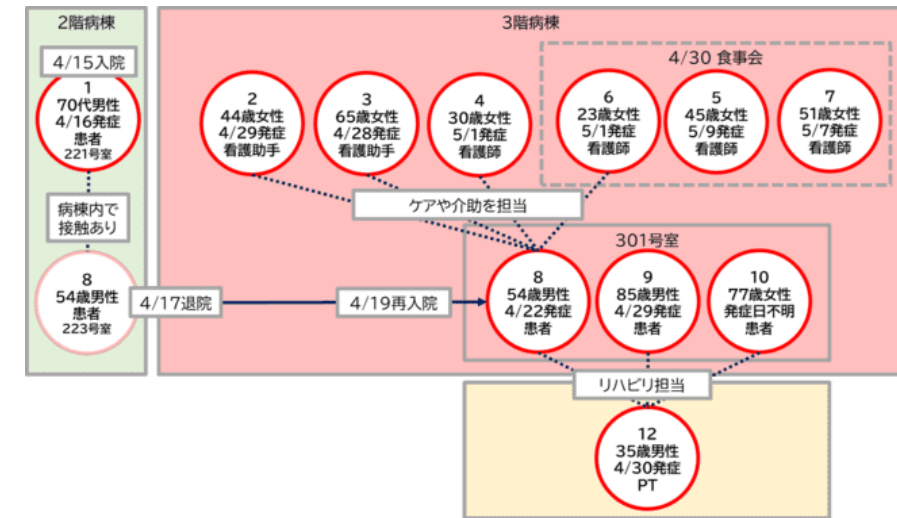 2階病棟
4/15入院
1
70代男性
4/16発症
患者
221号室
病棟内で
接触あり
8
54歳男性
患者
223号室
4/17退院
4/19再入院
3階病棟
2
44歳女性
4/29発症
看護助手
3
65歳女性
4/28発症
看護助手
4
30歳女性
5/1発症
看護師
4/30 食事会
6
23歳女性
5/1発症
看護師
5
45歳女性
5/9発症
看護師
7
51歳女性
5/7発症
看護師
ケアや介助を担当
301号室
8
54歳男性
4/22発症
患者
9
85歳男性
4/29発症
患者
10
77歳女性
発症日不明
患者
リハビリ担当
12
35歳男性
4/30発症
PT